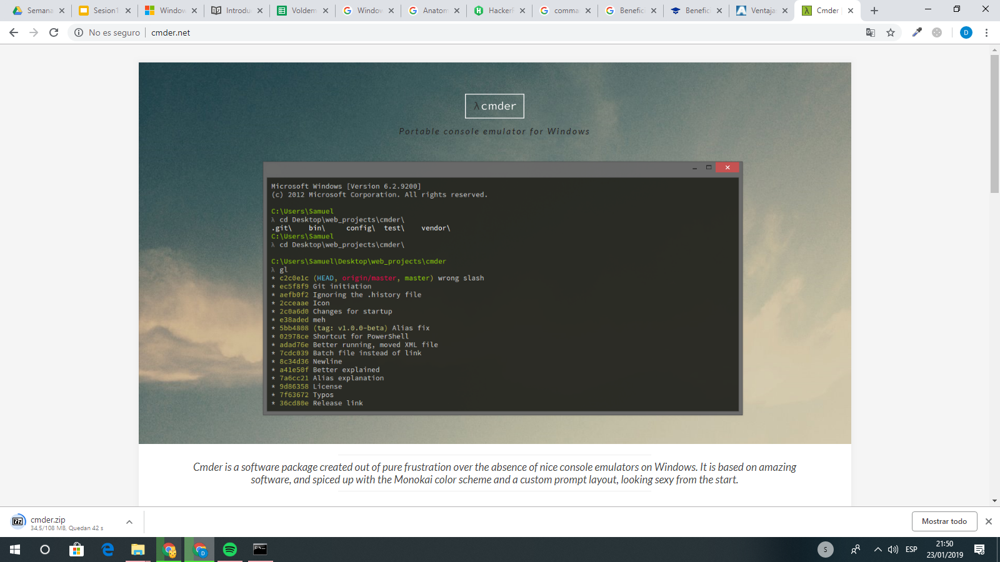 Semana
Sesion1
Window
Introdu
Voldem
Window
Anatom
HackerR
comma
Benefic
Benefic
Ventaja
Cmder
No es seguro
cmder.net
D
λ cmder
Portable console emulator for Windows
Microsoft Windows [Version 6.2.9200]
(c) 2012 Microsoft Corporation. All rights reserved.
C:\Users\Samuel
λ cd Desktop\web_projects\cmder\
.git\ bin\ config\ test\ vendor\
C:\Users\Samuel
λ cd Desktop\web_projects\cmder\
C:\Users\Samuel\Desktop\web_projects\cmder
λ gl
* c2c0e1c (HEAD, origin/master, master) wrong slash
* ec5f8f9 Git initiation
* aefb0f2 Ignoring the .history file
* 2cceaae Icon
* 2c0a6d0 Changes for startup
* e38aded meh
* 5bb4808 (tag: v1.0.0-beta) Alias fix
* 02978ce Shortcut for PowerShell
* adad76e Better running, moved XML file
* 7cdc039 Batch file instead of link
* 8c34d36 Newline
* a41e50f Better explained
* 7a6cc21 Alias explanation
* 9d86358 License
* 7f63672 Typos
* 36cd80e Release link
Cmder is a software package created out of pure frustration over the absence of nice console emulators on Windows. It is based on amazing
software, and spiced up with the Monokai color scheme and a custom prompt layout, looking sexy from the start.
cmder.zip
34,5/108 MB, Quedan 42 s
Mostrar todo
S
ESP
21:50
23/01/2019